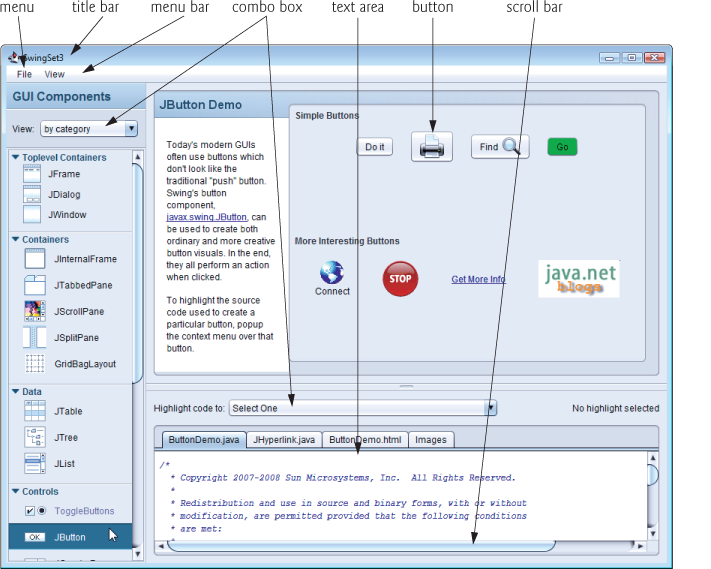 menu title bar menu bar combo box text area button scroll bar
SwingSet3
File View
GUI Components
View: by category
Toplevel Containers
JFrame
JDialog
JWindow
Containers
JInternalFrame
JTabbedPane
JScrollPane
JSplitPane
GridBagLayout
Data
JTable
JTree
JList
Controls
ToggleButtons
OK JButton
JButton Demo
Today's modern GUIs
often use buttons which
don't look like the
traditional "push" button.
Swing's button
component,
javax.swing.JButton, can
be used to create both
ordinary and more creative
button visuals. In the end,
they all perform an action
when clicked.
To highlight the source
code used to create a
particular button, popup
the context menu over that
button.
Simple Buttons
Do it Find Go
More Interesting Buttons
Connect
STOP
Get More Info
java.net
blogs
Highlight code to: Select One No highlight selected
ButtonDemo.java JHyperlink.java ButtonDemo.html Images
/*
* Copyright 2007-2008 Sun Microsystems, Inc. All Rights Reserved.
*
* Redistribution and use in source and binary forms, with or without
* modification, are permitted provided that the following conditions
* are met:
*